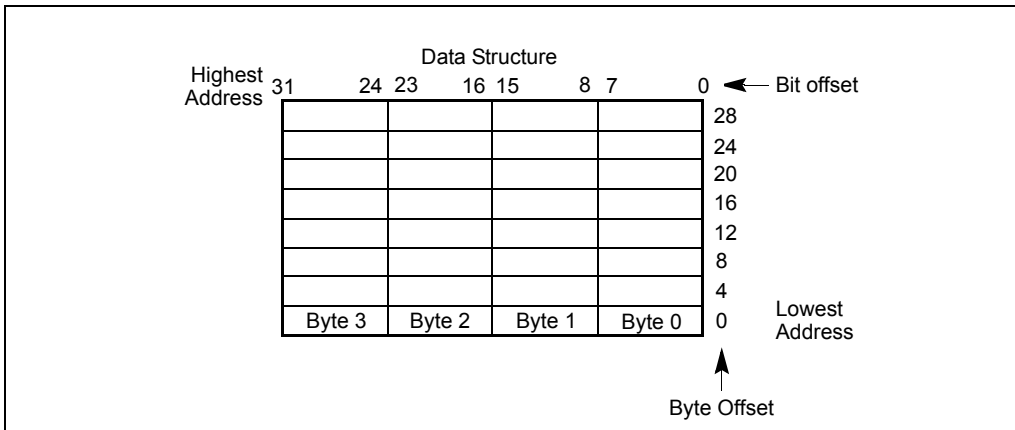 Data Structure
Highest
Address
31 24 23 16 15 8 7 0
Bit offset
28
24
20
16
12
8
4
Byte 3 Byte 2 Byte 1 Byte 0 0
Lowest
Address
Byte Offset